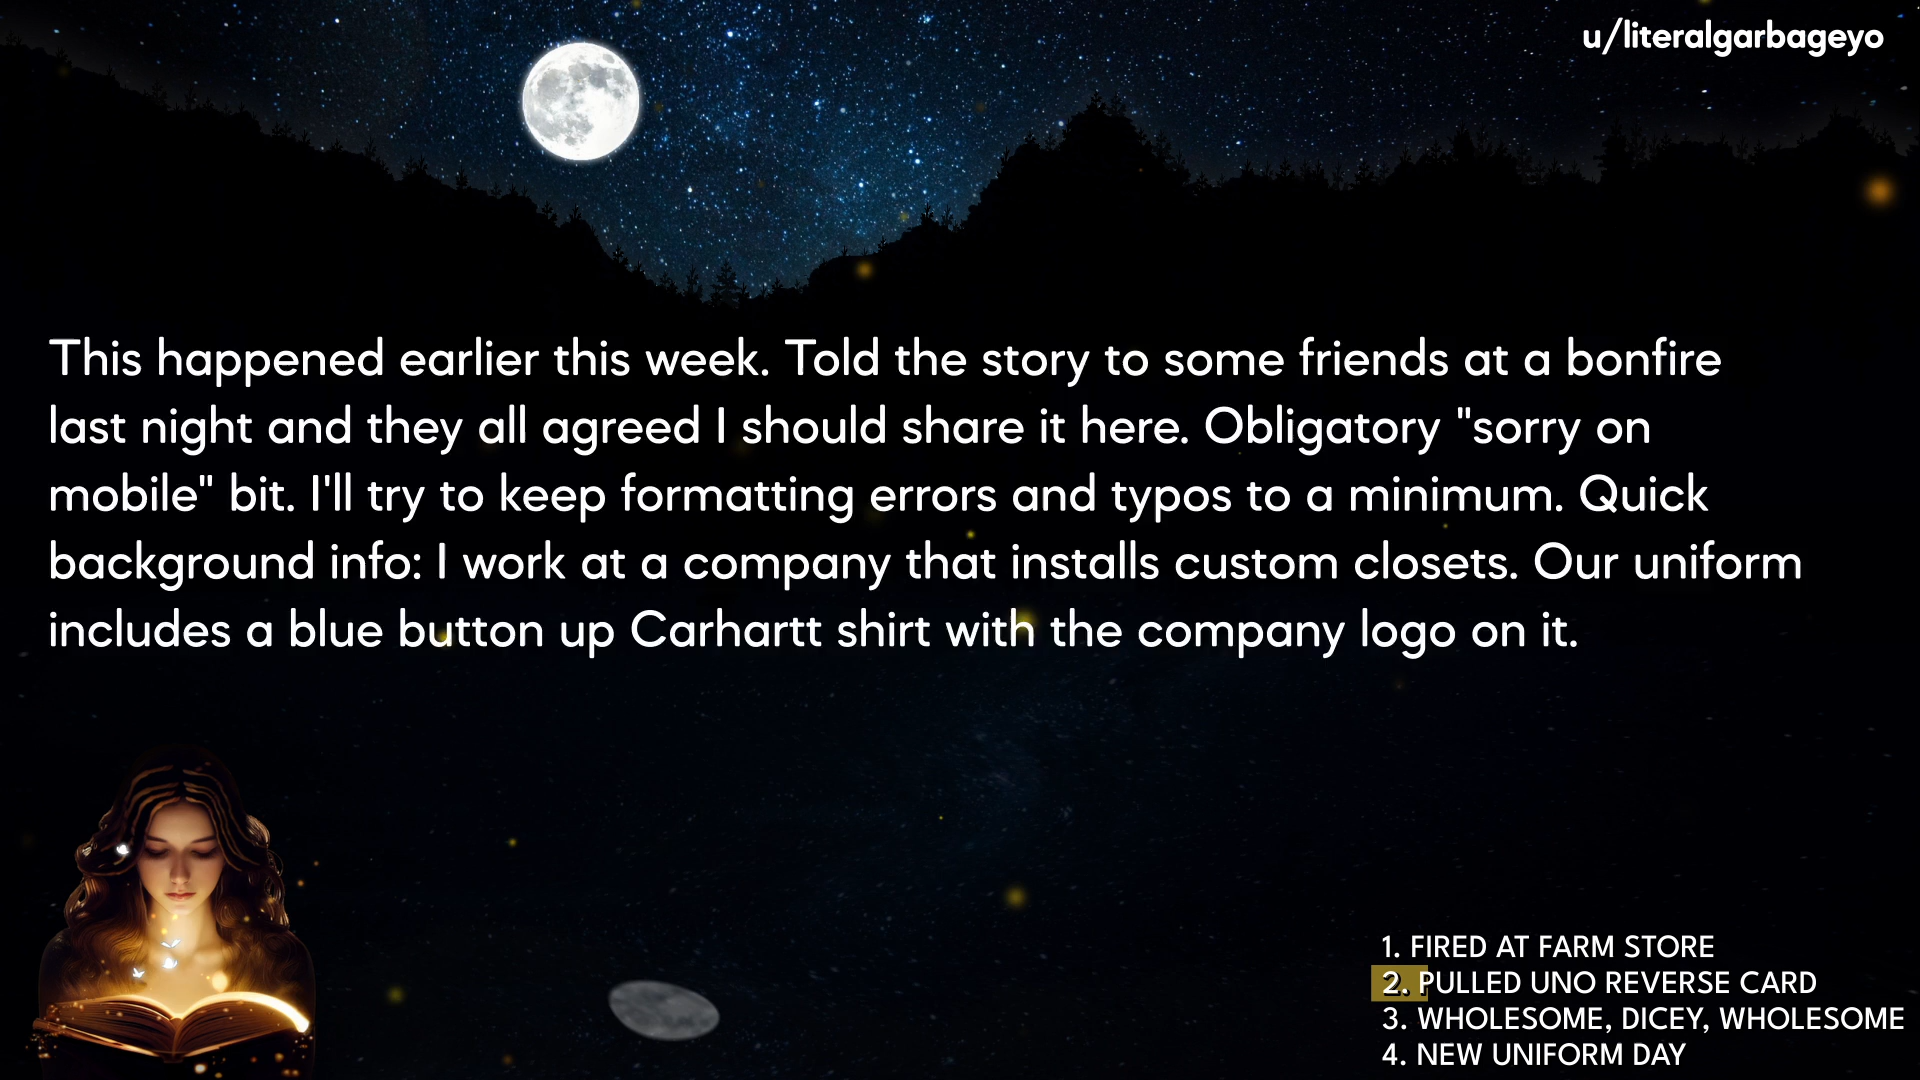 u/literalgarbageyo
This happened earlier this week. Told the story to some friends at a bonfire
last night and they all agreed I should share it here. Obligatory "sorry on
mobile" bit. I'll try to keep formatting errors and typos to a minimum. Quick
background info: I work at a company that installs custom closets. Our uniform
includes a blue button up Carhartt shirt with the company logo on it.
1. FIRED AT FARM STORE
2. PULLED UNO REVERSE CARD
3. WHOLESOME, DICEY, WHOLESOME
4. NEW UNIFORM DAY